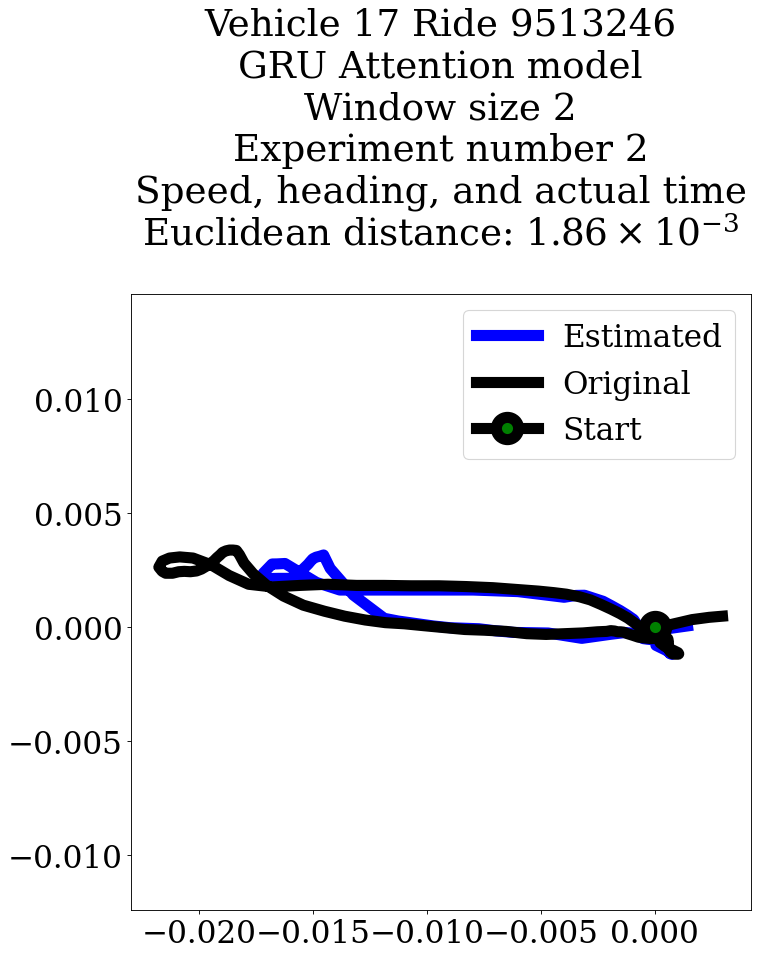 Vehicle 17 Ride 9513246
GRU Attention model
Window size 2
Experiment number 2
Speed, heading, and actual time
Euclidean distance: 1.86 × 10⁻³
Estimated
Original
Start
0.010
0.005
0.000
−0.005
−0.010
−0.020 −0.015 −0.010 −0.005 0.000